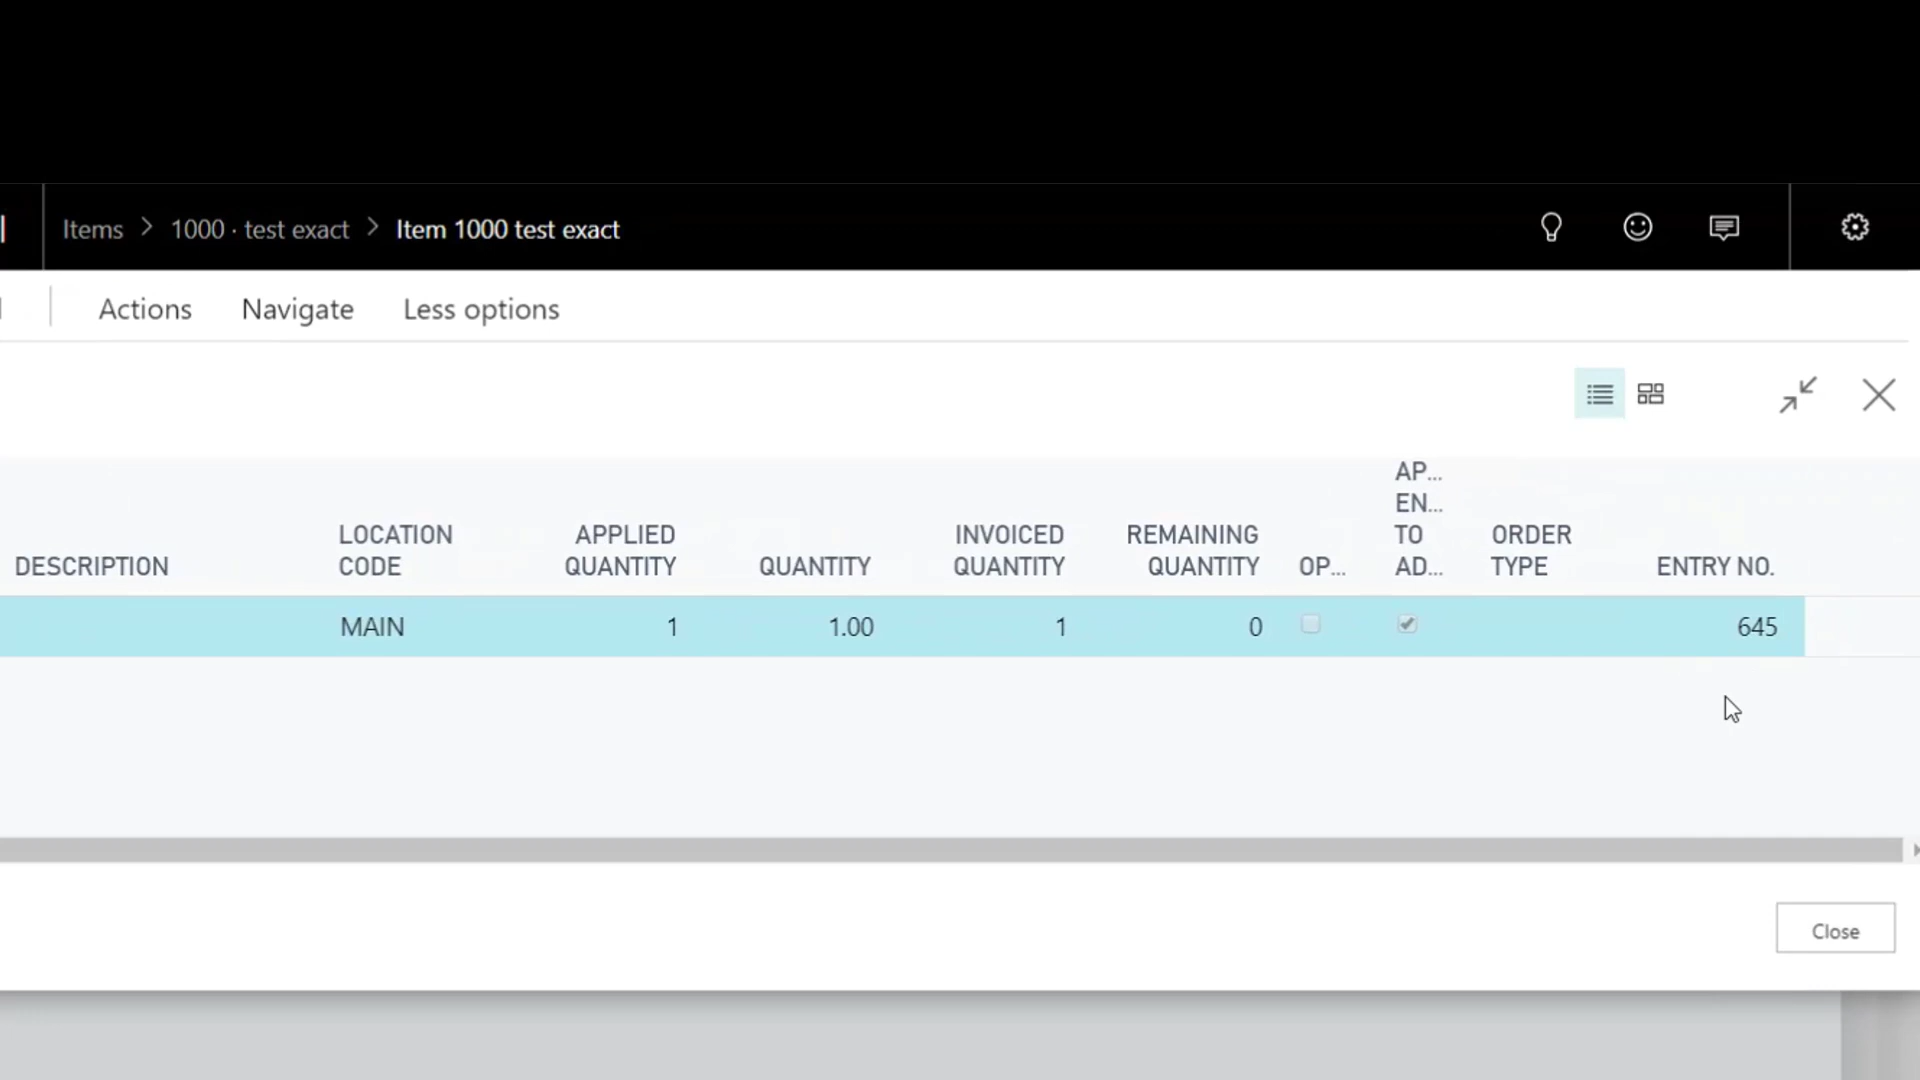 Items > 1000 · test exact > Item 1000 test exact
Actions Navigate Less options
AP...
EN...
LOCATION APPLIED INVOICED REMAINING TO ORDER
DESCRIPTION CODE QUANTITY QUANTITY QUANTITY QUANTITY OP... AD... TYPE ENTRY NO.
MAIN 1 1.00 1 0 645
Close